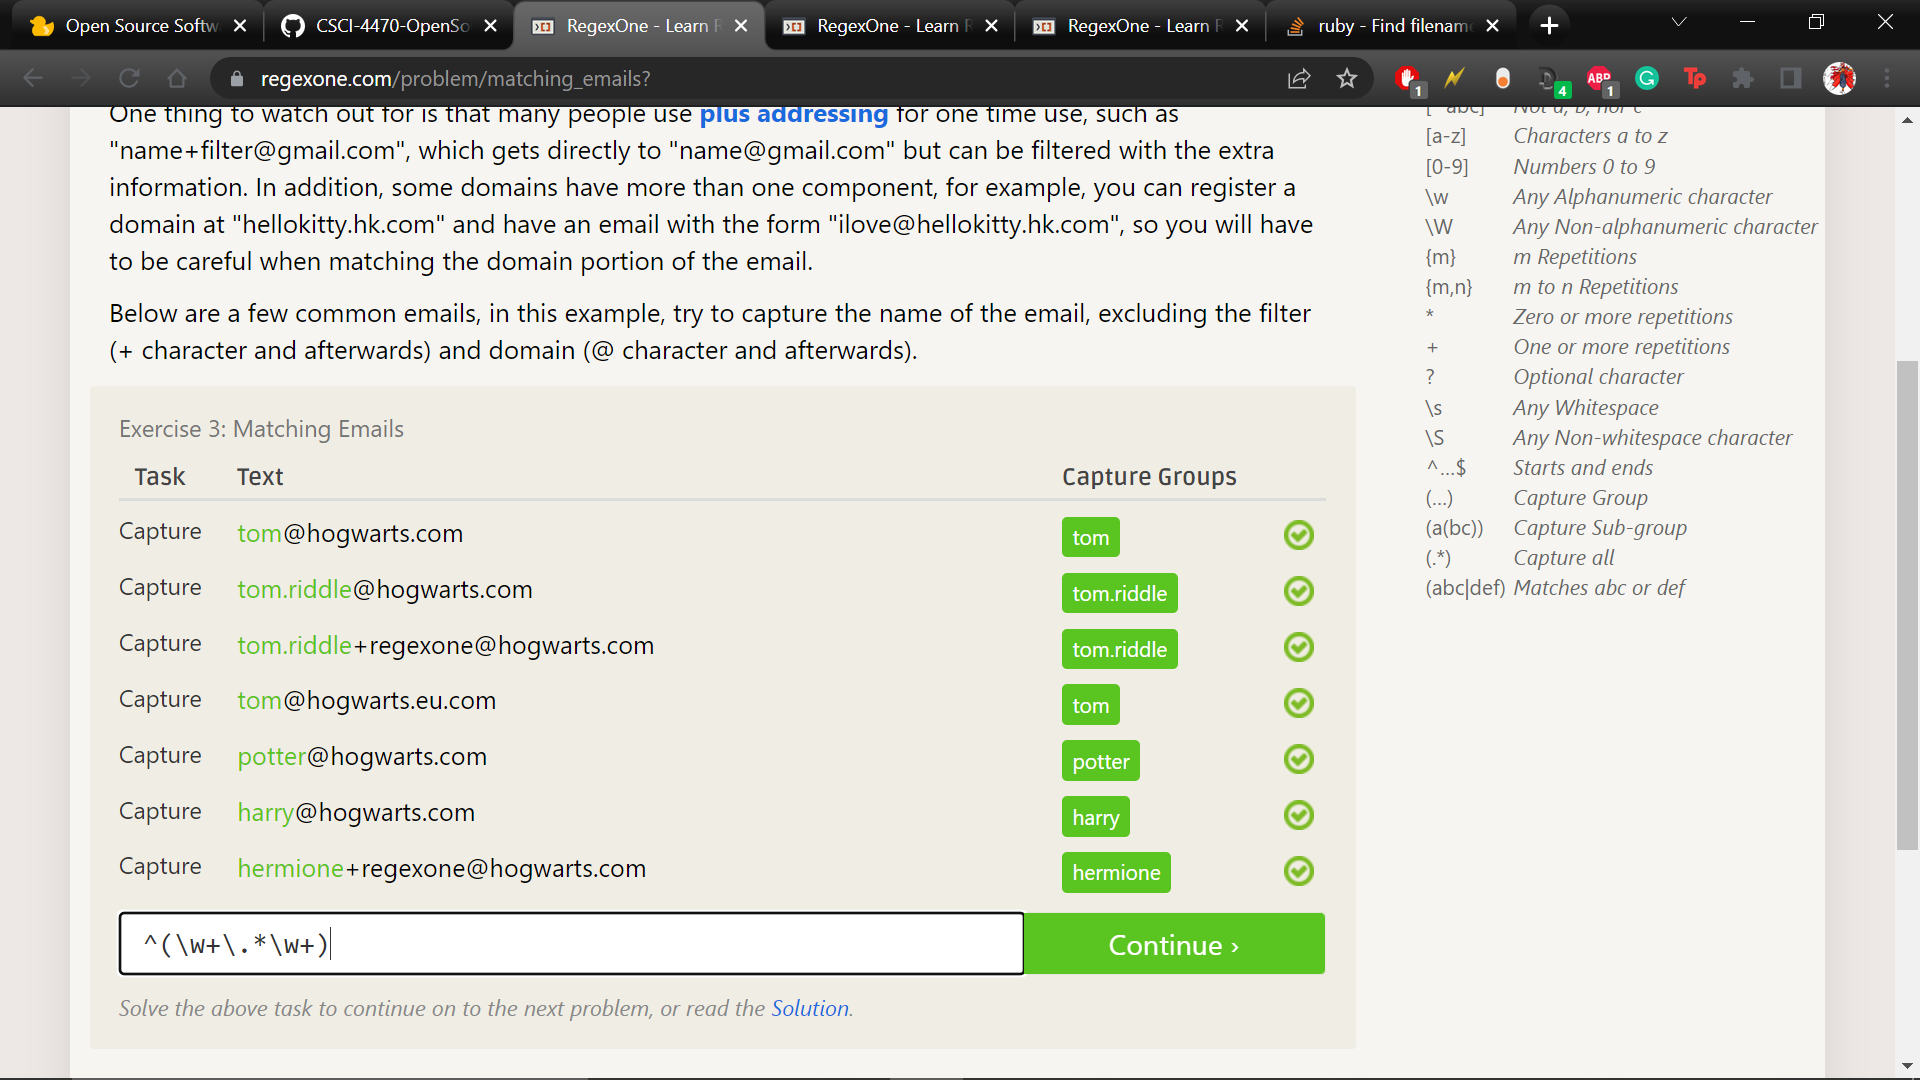 Open Source Softw
CSCI-4470-OpenSo
RegexOne - Learn R
RegexOne - Learn R
RegexOne - Learn R
ruby - Find filename
regexone.com/problem/matching_emails?
1
4
ABP
1
Tp
One thing to watch out for is that many people use plus addressing for one time use, such as
"name+filter@gmail.com", which gets directly to "name@gmail.com" but can be filtered with the extra
information. In addition, some domains have more than one component, for example, you can register a
domain at "hellokitty.hk.com" and have an email with the form "ilove@hellokitty.hk.com", so you will have
to be careful when matching the domain portion of the email.
Below are a few common emails, in this example, try to capture the name of the email, excluding the filter
(+ character and afterwards) and domain (@ character and afterwards).
Exercise 3: Matching Emails
Task Text Capture Groups
Capture tom@hogwarts.com tom
Capture tom.riddle@hogwarts.com tom.riddle
Capture tom.riddle+regexone@hogwarts.com tom.riddle
Capture tom@hogwarts.eu.com tom
Capture potter@hogwarts.com potter
Capture harry@hogwarts.com harry
Capture hermione+regexone@hogwarts.com hermione
^(\w+\.*\w+)
Continue ›
Solve the above task to continue on to the next problem, or read the Solution.
[^abc] Not a, b, nor c
[a-z] Characters a to z
[0-9] Numbers 0 to 9
\w Any Alphanumeric character
\W Any Non-alphanumeric character
{m} m Repetitions
{m,n} m to n Repetitions
* Zero or more repetitions
+ One or more repetitions
? Optional character
\s Any Whitespace
\S Any Non-whitespace character
^…$ Starts and ends
(…) Capture Group
(a(bc)) Capture Sub-group
(.*) Capture all
(abc|def) Matches abc or def